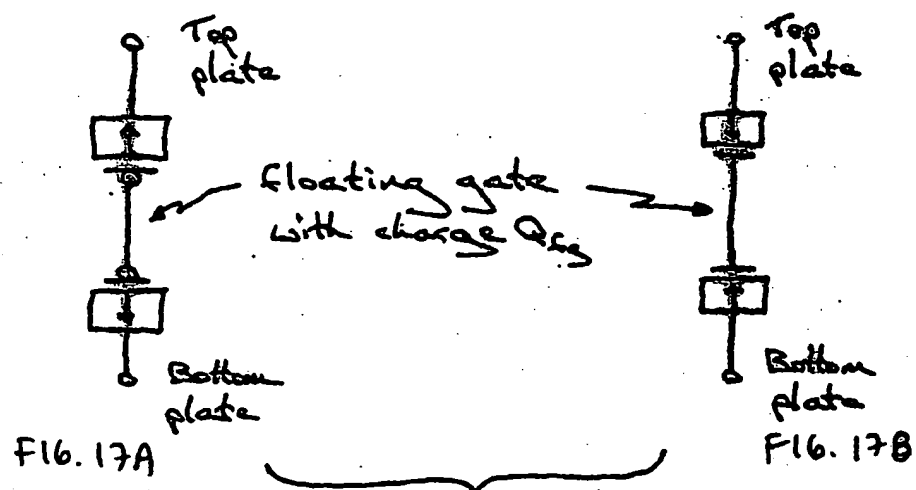 Top
plate
Top
plate
floating gate
with charge Qfg
Bottom
plate
Bottom
plate
FIG. 17A
FIG. 17B